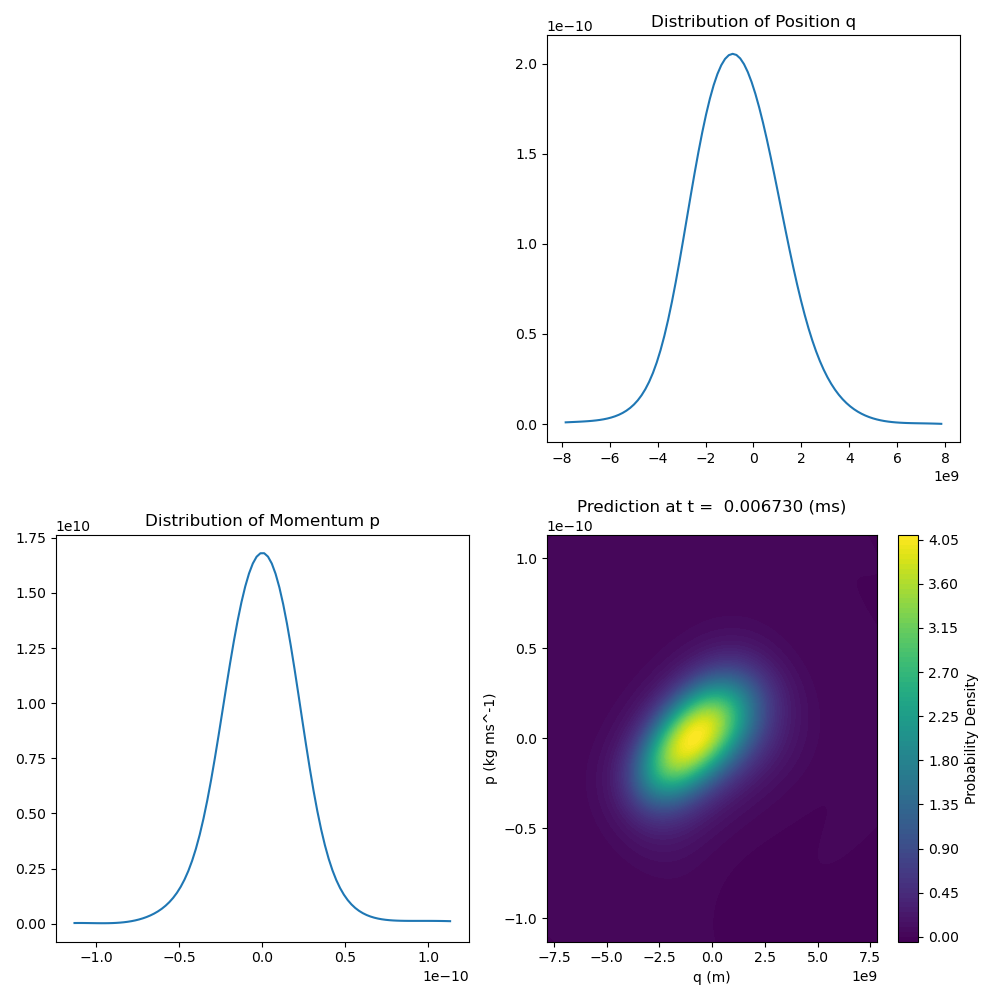 Distribution of Position q
1e−10
2.0
1.5
1.0
0.5
0.0
−8 −6 −4 −2 0 2 4 6 8
1e9
Distribution of Momentum p
1e10
1.75
1.50
1.25
1.00
0.75
0.50
0.25
0.00
−1.0 −0.5 0.0 0.5 1.0
1e−10
Prediction at t =  0.006730 (ms)
1e−10
p (kg ms^-1)
1.0
0.5
0.0
−0.5
−1.0
−7.5 −5.0 −2.5 0.0 2.5 5.0 7.5
q (m)
1e9
4.05
3.60
3.15
2.70
2.25
1.80
1.35
0.90
0.45
0.00
Probability Density